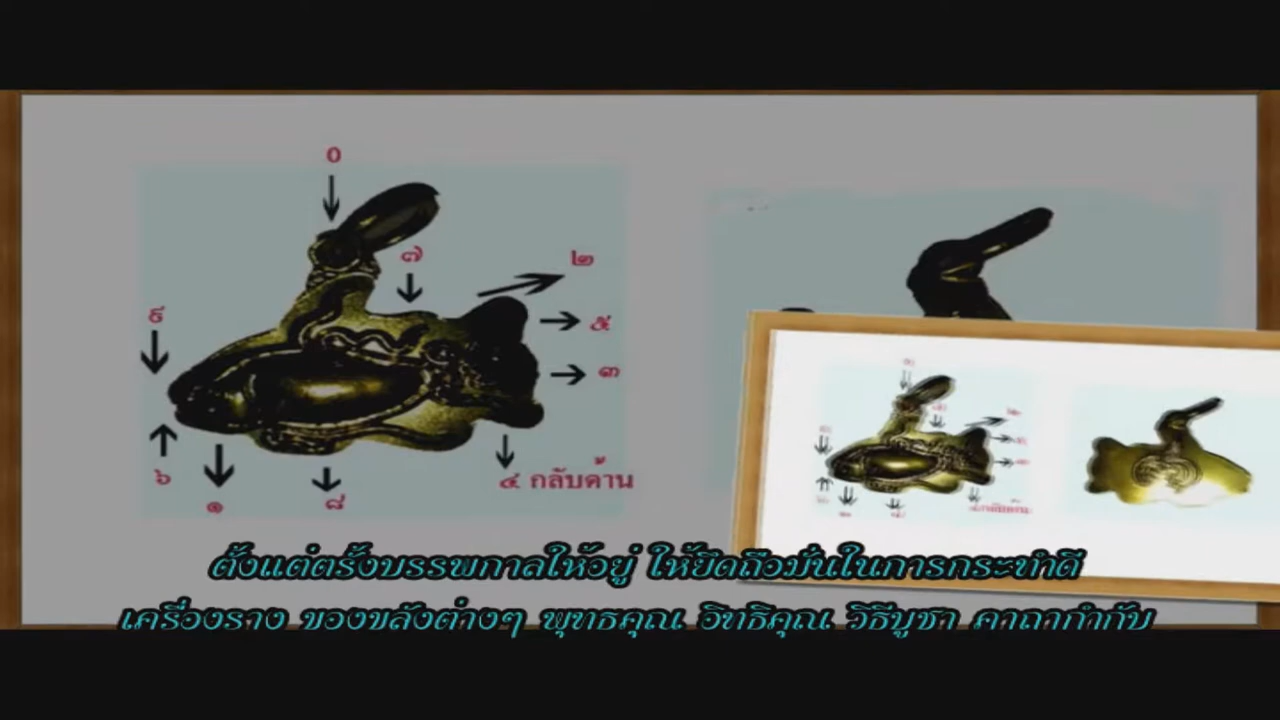 ๐
๗
๒
๕
๓
๖
๑
๘
๔ กลับด้าน
ตั้งแต่ครั้งบรรพกาลให้อยู่ ให้ยึดถือมั่นในการกระทำดี
เครื่องราง ของขลังต่างๆ พุทธคุณ อิทธิคุณ วิธีบูชา คาถากำกับ